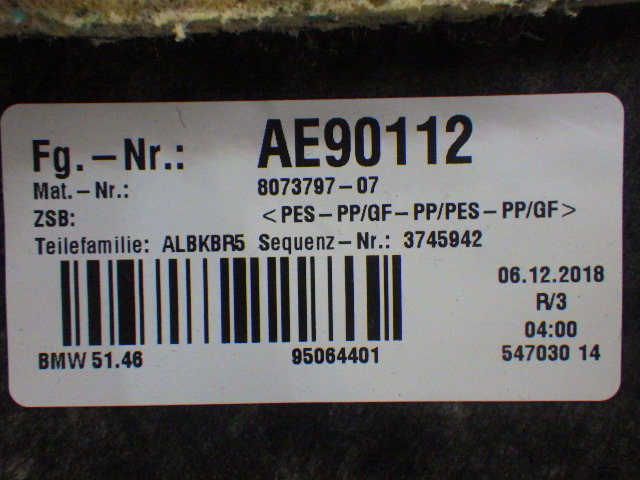 Fg.-Nr.: AE90112
Mat.-Nr.: 8073797-07
ZSB: <PES-PP/GF-PP/PES-PP/GF>
Teilefamilie: ALBKBR5 Sequenz-Nr.: 3745942
06.12.2018
R/3
04:00
BMW 51.46 95064401 547030 14